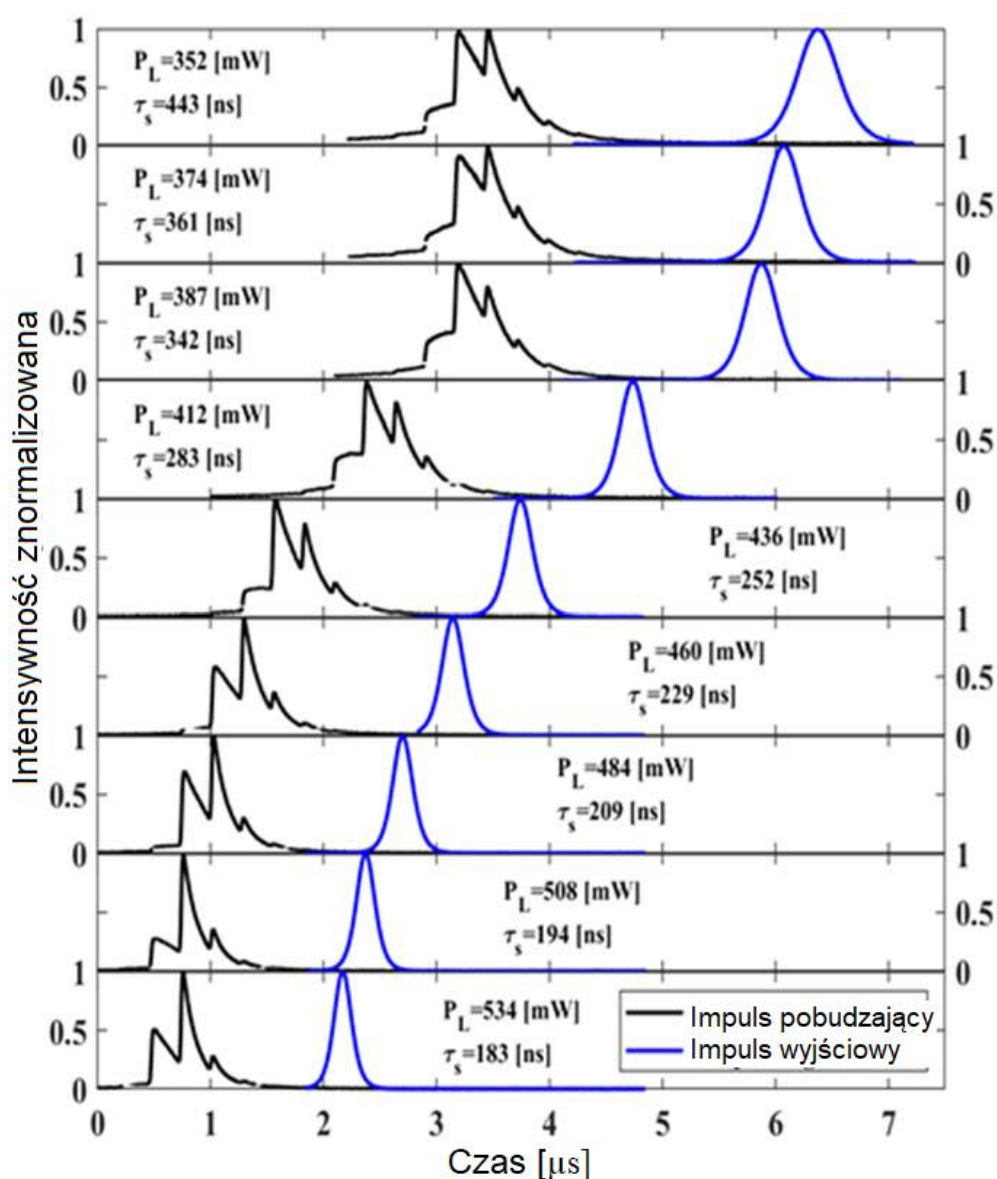 1
P_L=352 [mW]
0.5
τ_s=443 [ns]
0 1
P_L=374 [mW]
0.5
τ_s=361 [ns]
1 0
P_L=387 [mW]
0.5
τ_s=342 [ns]
0 1
P_L=412 [mW]
0.5
τ_s=283 [ns]
1 0
P_L=436 [mW]
0.5
τ_s=252 [ns]
0 1
P_L=460 [mW]
0.5
τ_s=229 [ns]
1 0
P_L=484 [mW]
0.5
τ_s=209 [ns]
0 1
P_L=508 [mW]
0.5
τ_s=194 [ns]
1 0
P_L=534 [mW]
0.5
τ_s=183 [ns]
0
Impuls pobudzający
Impuls wyjściowy
0 1 2 3 4 5 6 7
Czas [μs]
Intensywność znormalizowana